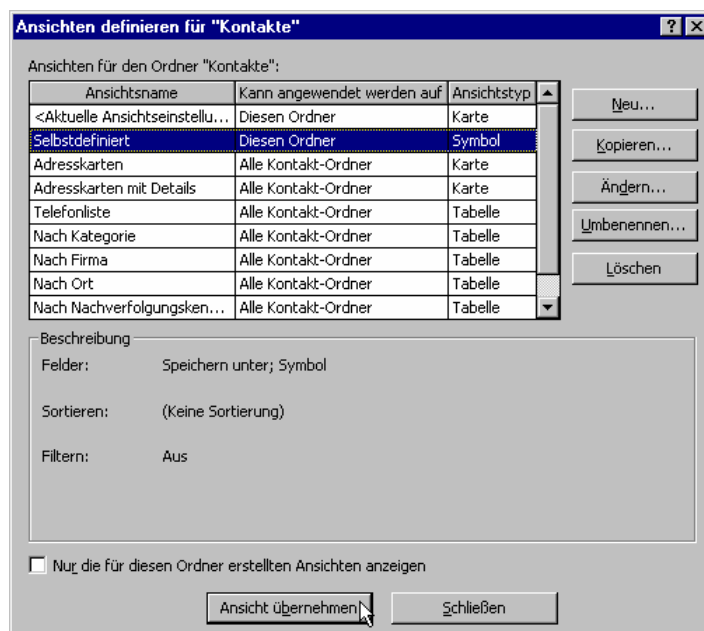 Ansichten definieren für "Kontakte"
Ansichten für den Ordner "Kontakte":
Ansichtsname Kann angewendet werden auf Ansichtstyp
<Aktuelle Ansichtseinstellu... Diesen Ordner Karte
Selbstdefiniert Diesen Ordner Symbol
Adresskarten Alle Kontakt-Ordner Karte
Adresskarten mit Details Alle Kontakt-Ordner Karte
Telefonliste Alle Kontakt-Ordner Tabelle
Nach Kategorie Alle Kontakt-Ordner Tabelle
Nach Firma Alle Kontakt-Ordner Tabelle
Nach Ort Alle Kontakt-Ordner Tabelle
Nach Nachverfolgungsken... Alle Kontakt-Ordner Tabelle
Neu...
Kopieren...
Ändern...
Umbenennen...
Löschen
Beschreibung
Felder: Speichern unter; Symbol
Sortieren: (Keine Sortierung)
Filtern: Aus
Nur die für diesen Ordner erstellten Ansichten anzeigen
Ansicht übernehmen Schließen